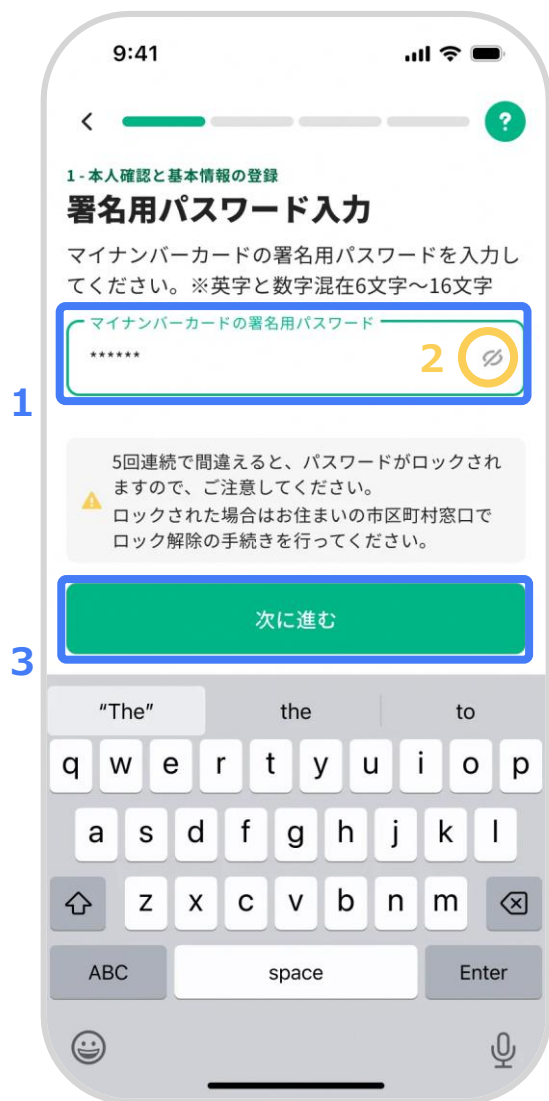 9:41
?
1-本人確認と基本情報の登録
署名用パスワード入力
マイナンバーカードの署名用パスワードを入力し
てください。※英字と数字混在6文字～16文字
マイナンバーカードの署名用パスワード
******
2
1
5回連続で間違えると、パスワードがロックされ
ますので、ご注意してください。
ロックされた場合はお住まいの市区町村窓口で
ロック解除の手続きを行ってください。
次に進む
3
“The” the to
q w e r t y u i o p
a s d f g h j k l
z x c v b n m
ABC space Enter